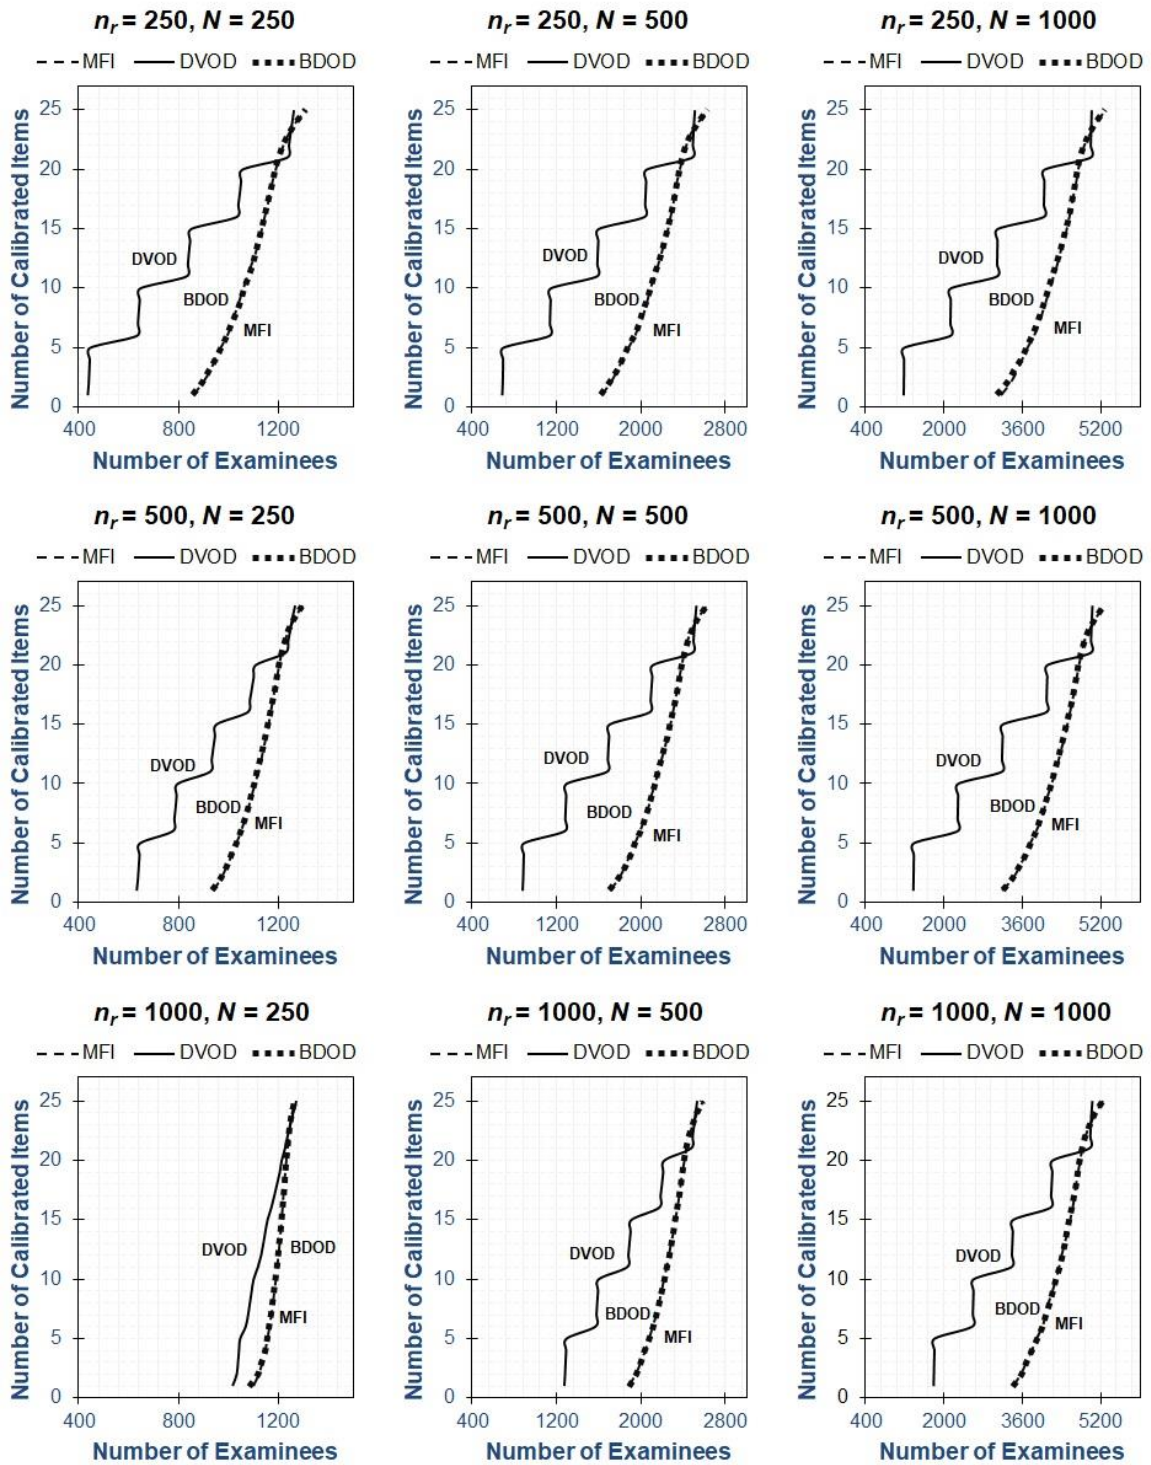 n_r = 250, N = 250
MFI DVOD BDOD
Number of Calibrated Items
25
20
15
10
5
0
DVOD
BDOD
MFI
400 800 1200
Number of Examinees
n_r = 250, N = 500
MFI DVOD BDOD
Number of Calibrated Items
25
20
15
10
5
0
DVOD
BDOD
MFI
400 1200 2000 2800
Number of Examinees
n_r = 250, N = 1000
MFI DVOD BDOD
Number of Calibrated Items
25
20
15
10
5
0
DVOD
BDOD
MFI
400 2000 3600 5200
Number of Examinees
n_r = 500, N = 250
MFI DVOD BDOD
Number of Calibrated Items
25
20
15
10
5
0
DVOD
BDOD
MFI
400 800 1200
Number of Examinees
n_r = 500, N = 500
MFI DVOD BDOD
Number of Calibrated Items
25
20
15
10
5
0
DVOD
BDOD
MFI
400 1200 2000 2800
Number of Examinees
n_r = 500, N = 1000
MFI DVOD BDOD
Number of Calibrated Items
25
20
15
10
5
0
DVOD
BDOD
MFI
400 2000 3600 5200
Number of Examinees
n_r = 1000, N = 250
MFI DVOD BDOD
Number of Calibrated Items
25
20
15
10
5
0
DVOD
BDOD
MFI
400 800 1200
Number of Examinees
n_r = 1000, N = 500
MFI DVOD BDOD
Number of Calibrated Items
25
20
15
10
5
0
DVOD
BDOD
MFI
400 1200 2000 2800
Number of Examinees
n_r = 1000, N = 1000
MFI DVOD BDOD
Number of Calibrated Items
25
20
15
10
5
0
DVOD
BDOD
MFI
400 2000 3600 5200
Number of Examinees